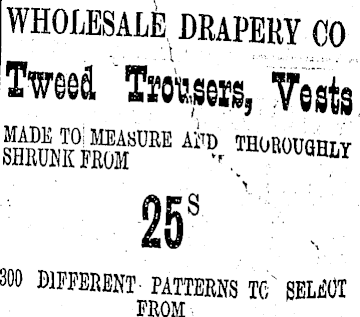 WHOLESALE DRAPERY CO
Tweed Trousers, Vests
MADE TO MEASURE AND THOROUGHLY
SHRUNK FROM
25s
300 DIFFERENT PATTERNS TO SELECT
FROM